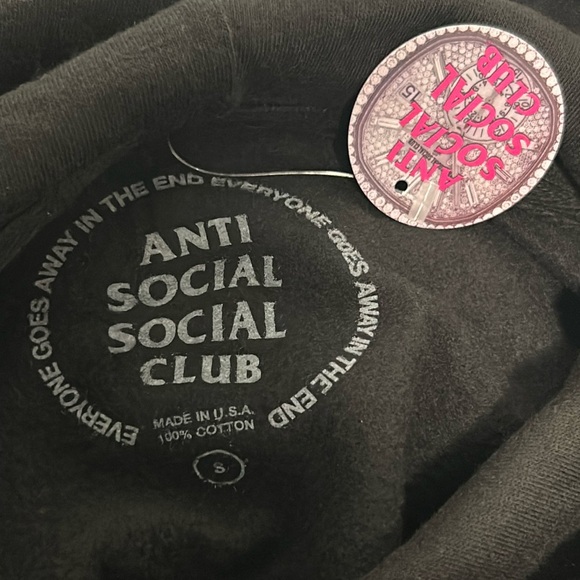 EVERYONE GOES AWAY IN THE END EVERYONE GOES AWAY IN THE END
ANTI
SOCIAL
SOCIAL
CLUB
MADE IN U.S.A.
100% COTTON
S
ANTI
SOCIAL
SOCIAL
CLUB
15